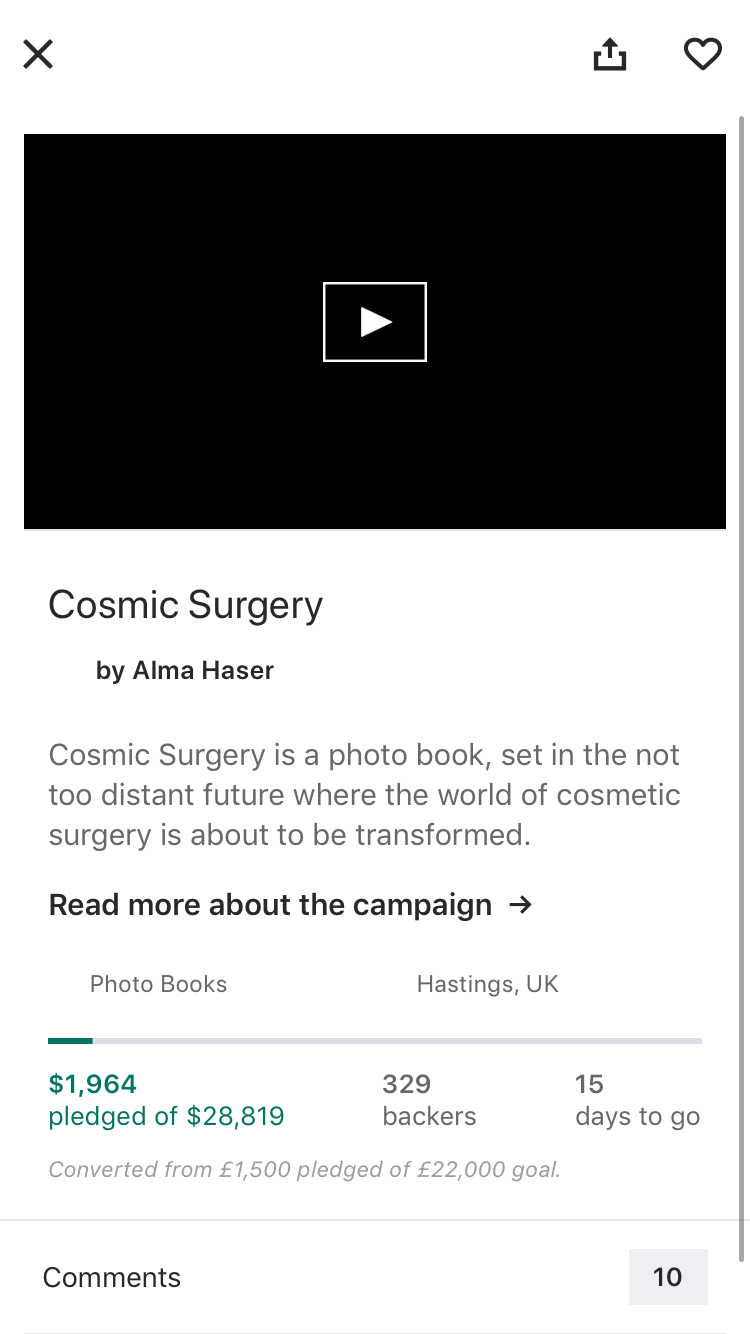 Cosmic Surgery
by Alma Haser
Cosmic Surgery is a photo book, set in the not
too distant future where the world of cosmetic
surgery is about to be transformed.
Read more about the campaign →
Photo Books Hastings, UK
$1,964 329 15
pledged of $28,819 backers days to go
Converted from £1,500 pledged of £22,000 goal.
Comments 10